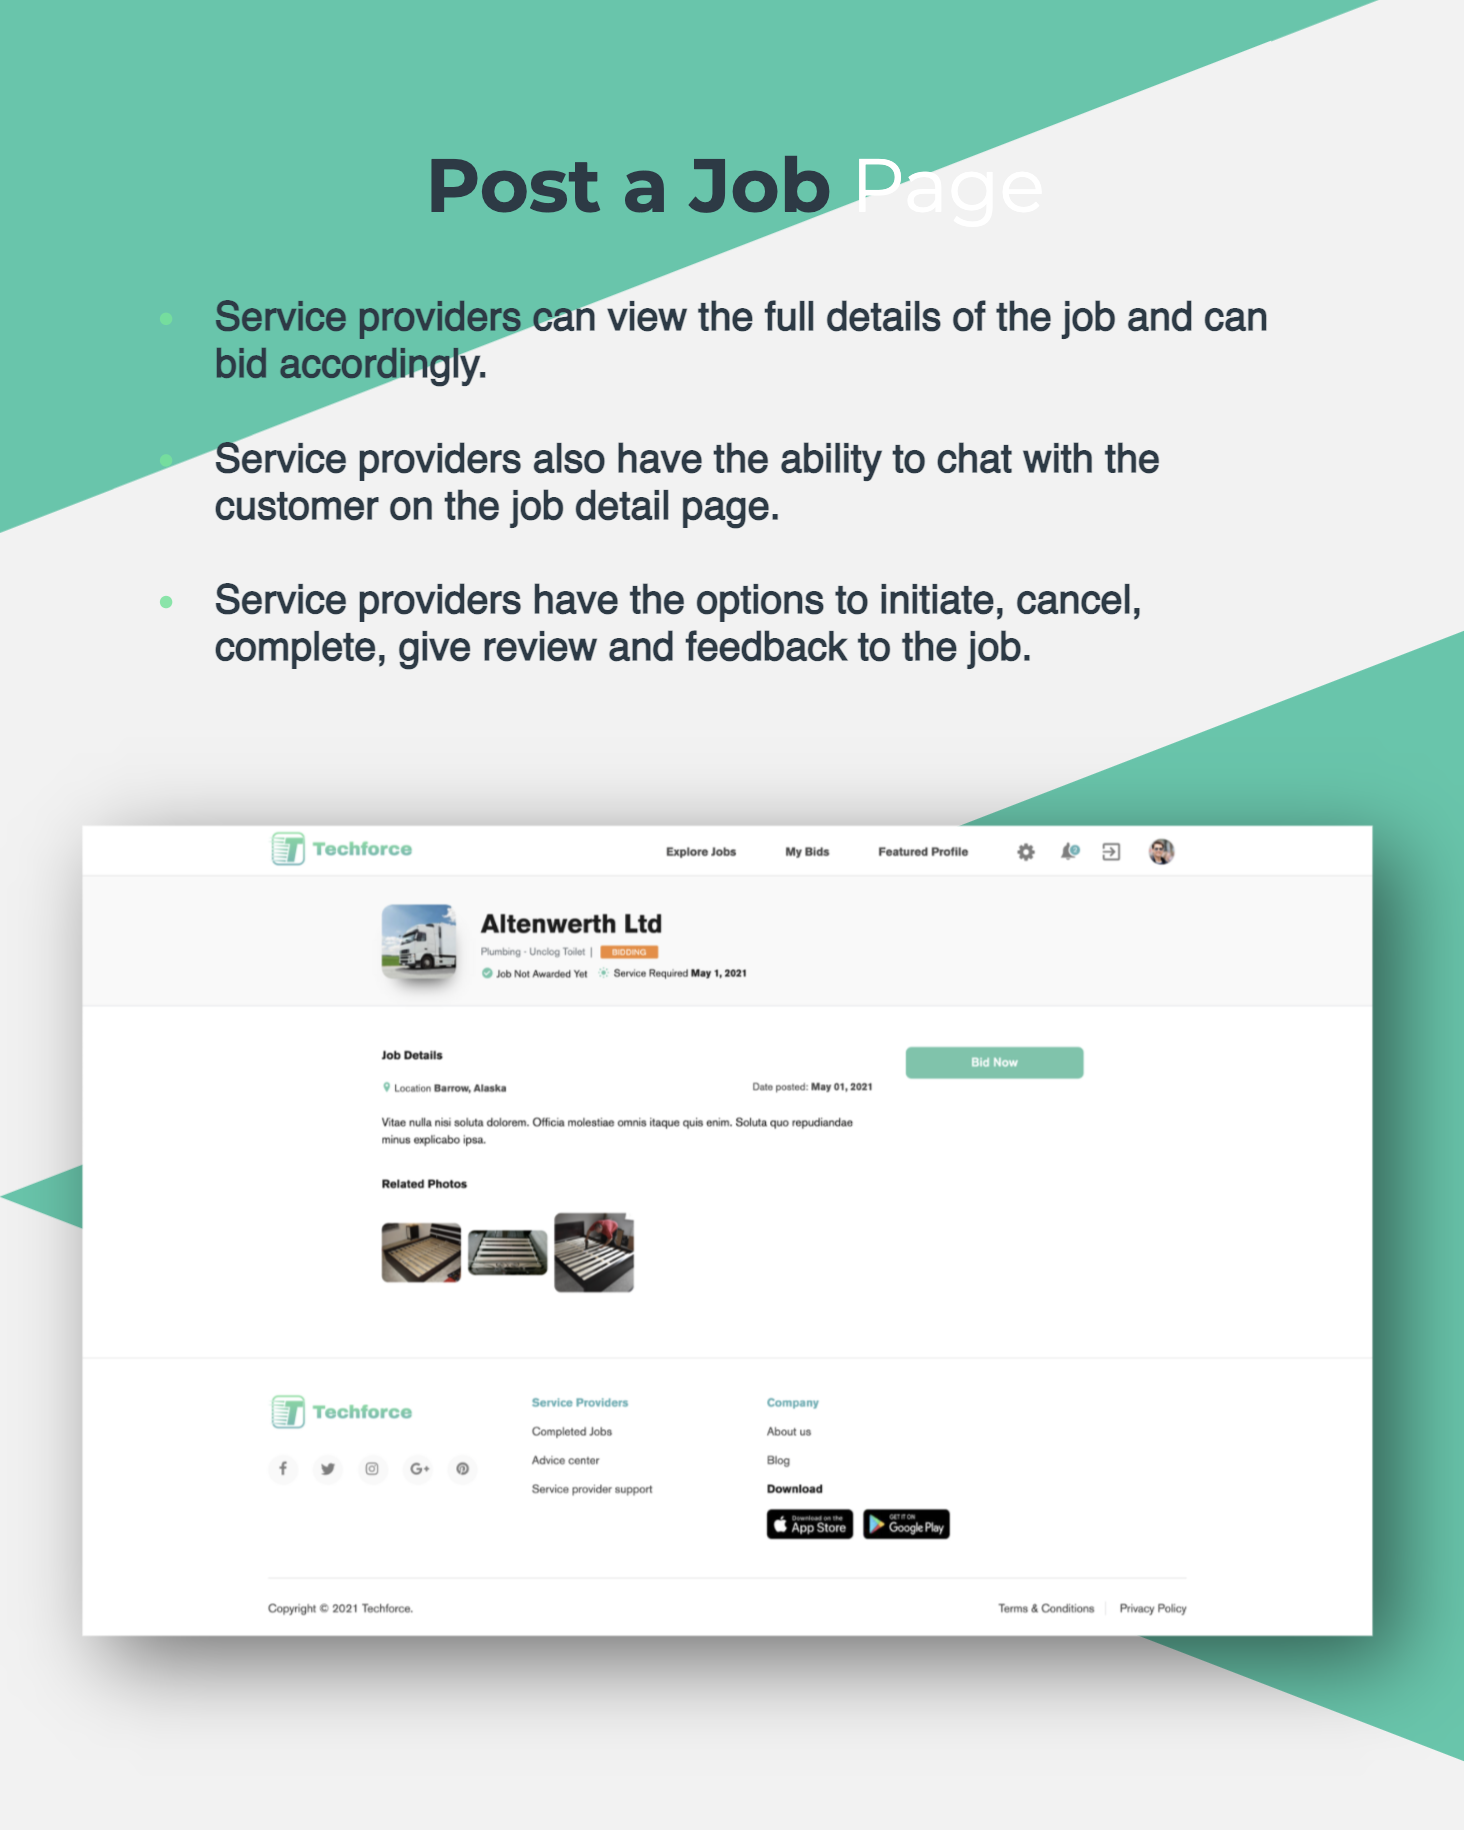 Post a Job Page
Service providers can view the full details of the job and can
bid accordingly.
Service providers also have the ability to chat with the
customer on the job detail page.
Service providers have the options to initiate, cancel,
complete, give review and feedback to the job.
Techforce
Explore Jobs My Bids Featured Profile
Altenwerth Ltd
Plumbing - Unclog Toilet | BIDDING
Job Not Awarded Yet Service Required May 1, 2021
Job Details
Bid Now
Location Barrow, Alaska Date posted: May 01, 2021
Vitae nulla nisi soluta dolorem. Officia molestiae omnis itaque quis enim. Soluta quo repudiandae
minus explicabo ipsa.
Related Photos
Techforce
Service Providers
Completed Jobs
Advice center
Service provider support
Company
About us
Blog
Download
Download on the
App Store
GET IT ON
Google Play
Copyright © 2021 Techforce.
Terms & Conditions Privacy Policy